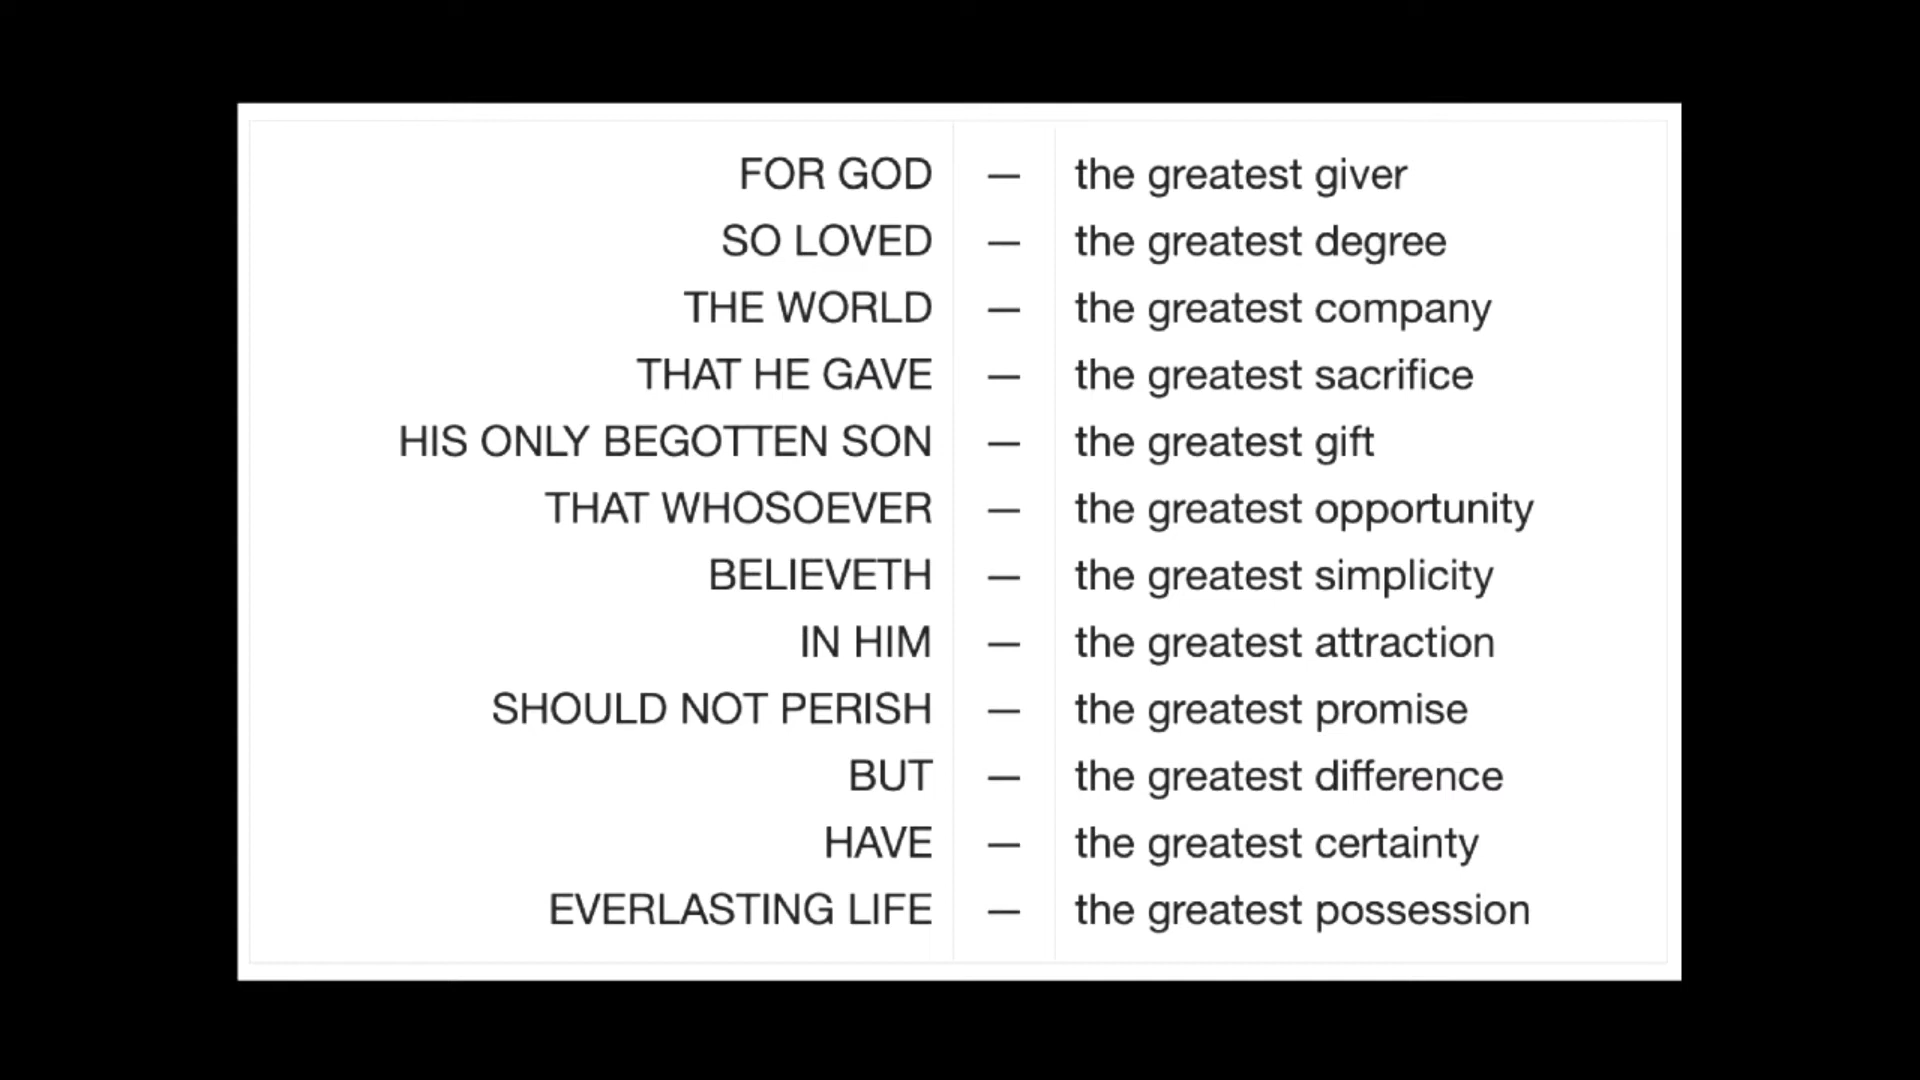 FOR GOD — the greatest giver
SO LOVED — the greatest degree
THE WORLD — the greatest company
THAT HE GAVE — the greatest sacrifice
HIS ONLY BEGOTTEN SON — the greatest gift
THAT WHOSOEVER — the greatest opportunity
BELIEVETH — the greatest simplicity
IN HIM — the greatest attraction
SHOULD NOT PERISH — the greatest promise
BUT — the greatest difference
HAVE — the greatest certainty
EVERLASTING LIFE — the greatest possession